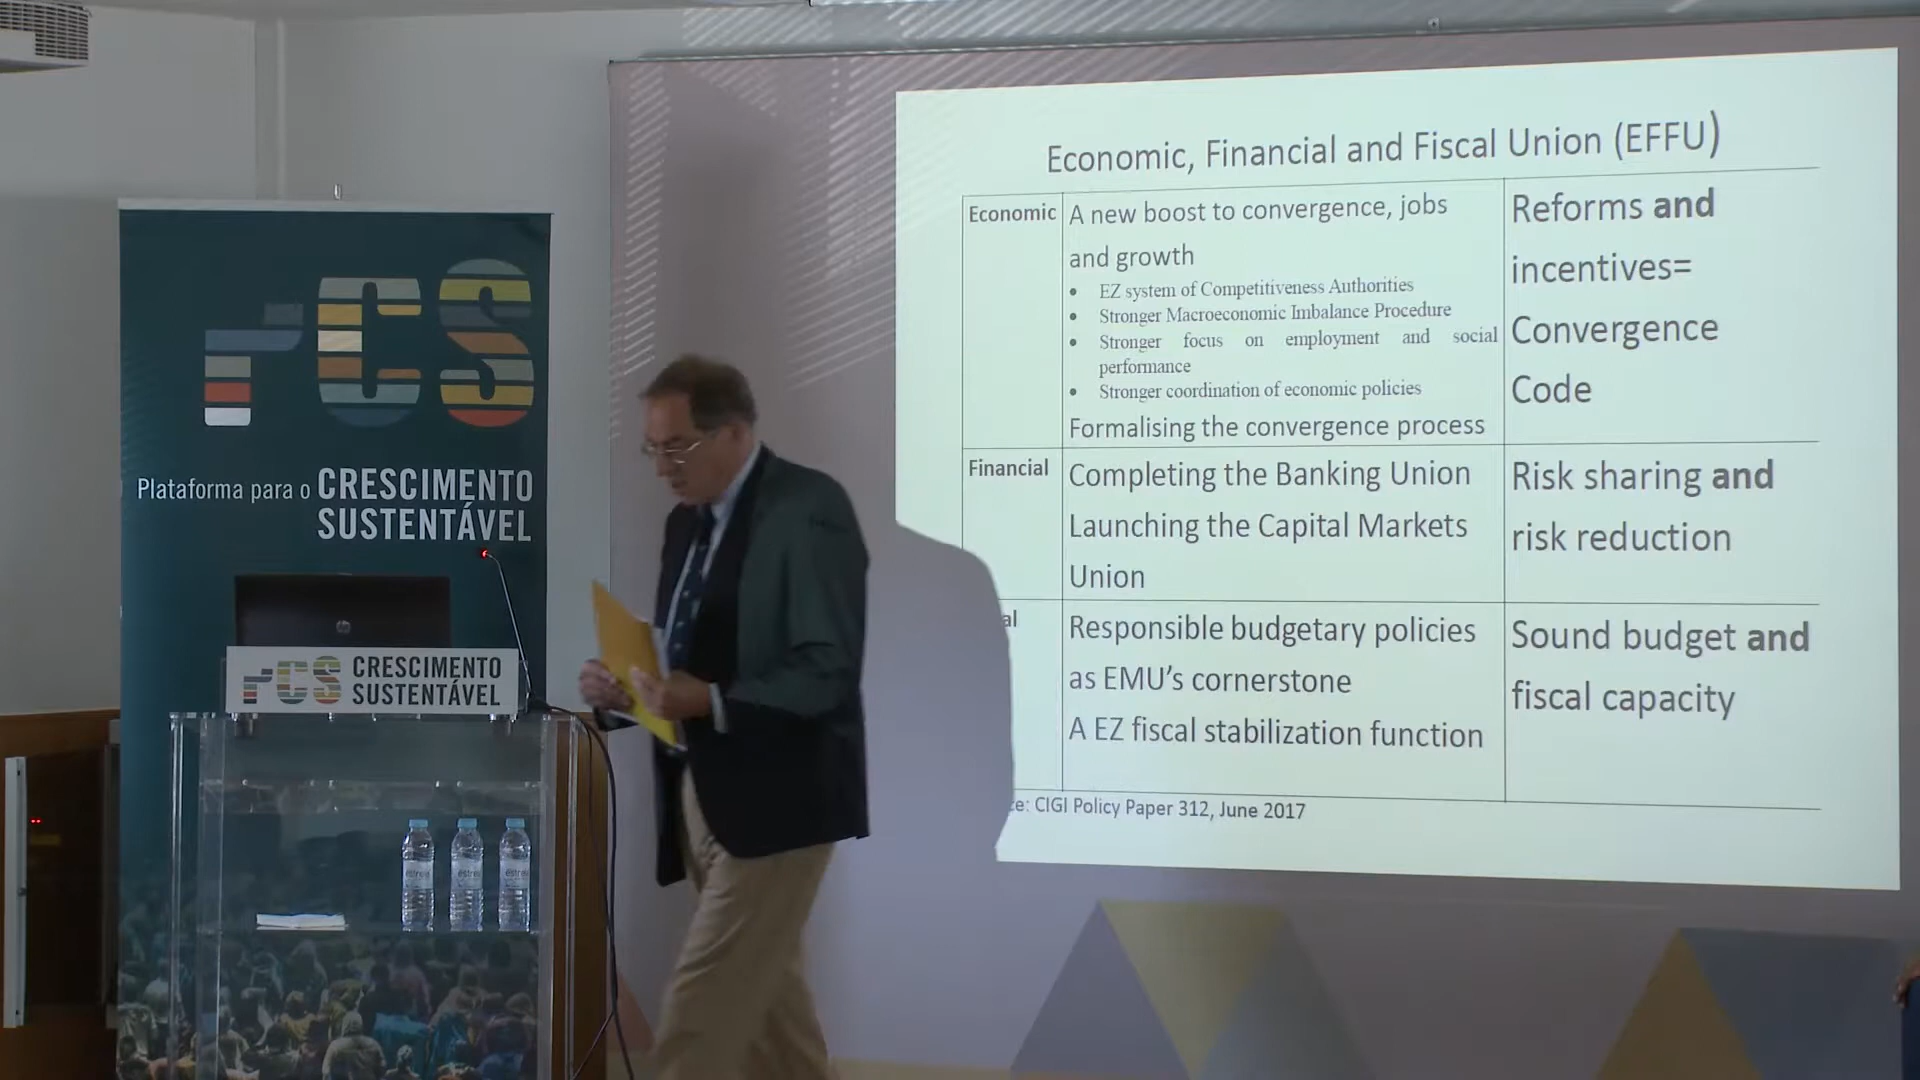 rCS
Plataforma para o CRESCIMENTO
SUSTENTÁVEL
hp
rCS CRESCIMENTO
SUSTENTÁVEL
Economic, Financial and Fiscal Union (EFFU)
Economic
A new boost to convergence, jobs
and growth
• EZ system of Competitiveness Authorities
• Stronger Macroeconomic Imbalance Procedure
• Stronger focus on employment and social
performance
• Stronger coordination of economic policies
Formalising the convergence process
Reforms and
incentives=
Convergence
Code
Financial
Completing the Banking Union
Launching the Capital Markets
Union
Risk sharing and
risk reduction
al
Responsible budgetary policies
as EMU's cornerstone
A EZ fiscal stabilization function
Sound budget and
fiscal capacity
e: CIGI Policy Paper 312, June 2017